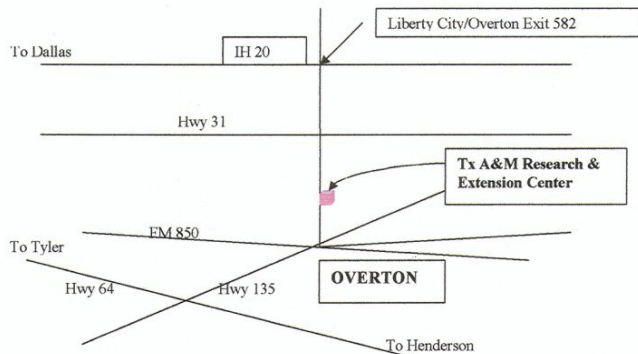 Liberty City/Overton Exit 582
To Dallas
IH 20
Hwy 31
Tx A&M Research &
Extension Center
FM 850
To Tyler
OVERTON
Hwy 64
Hwy 135
To Henderson